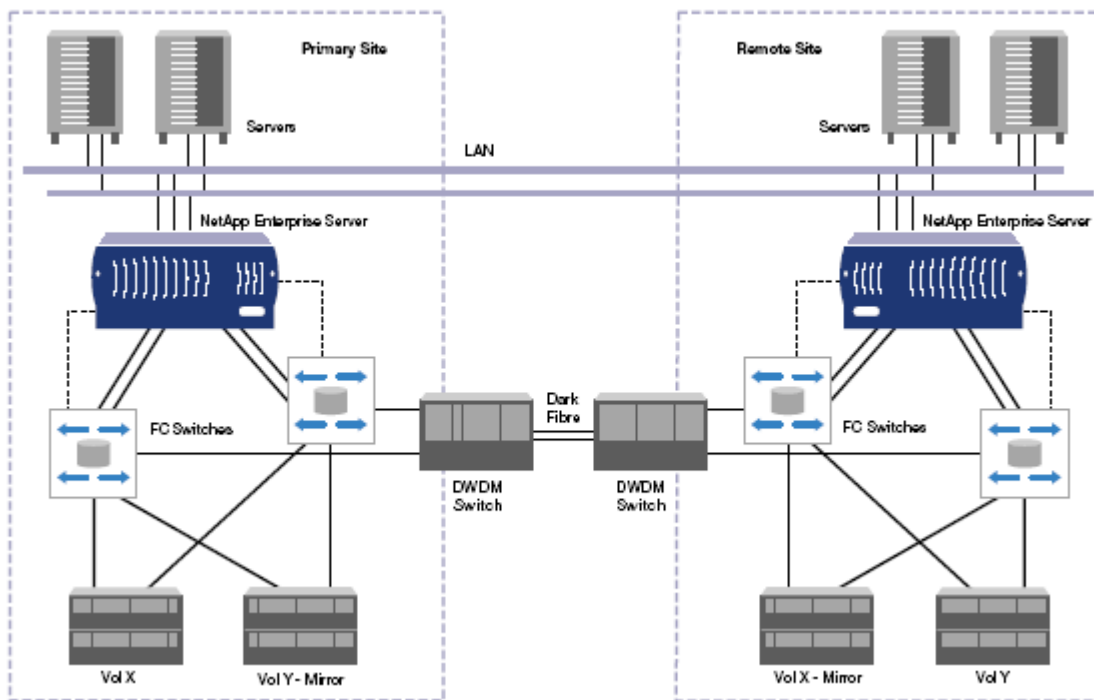 Primary Site
Remote Site
Servers
Servers
LAN
NetApp Enterprise Server
NetApp Enterprise Server
FC Switches
Dark
Fibre
FC Switches
DWDM
Switch
DWDM
Switch
Vol X
Vol Y - Mirror
Vol X - Mirror
Vol Y